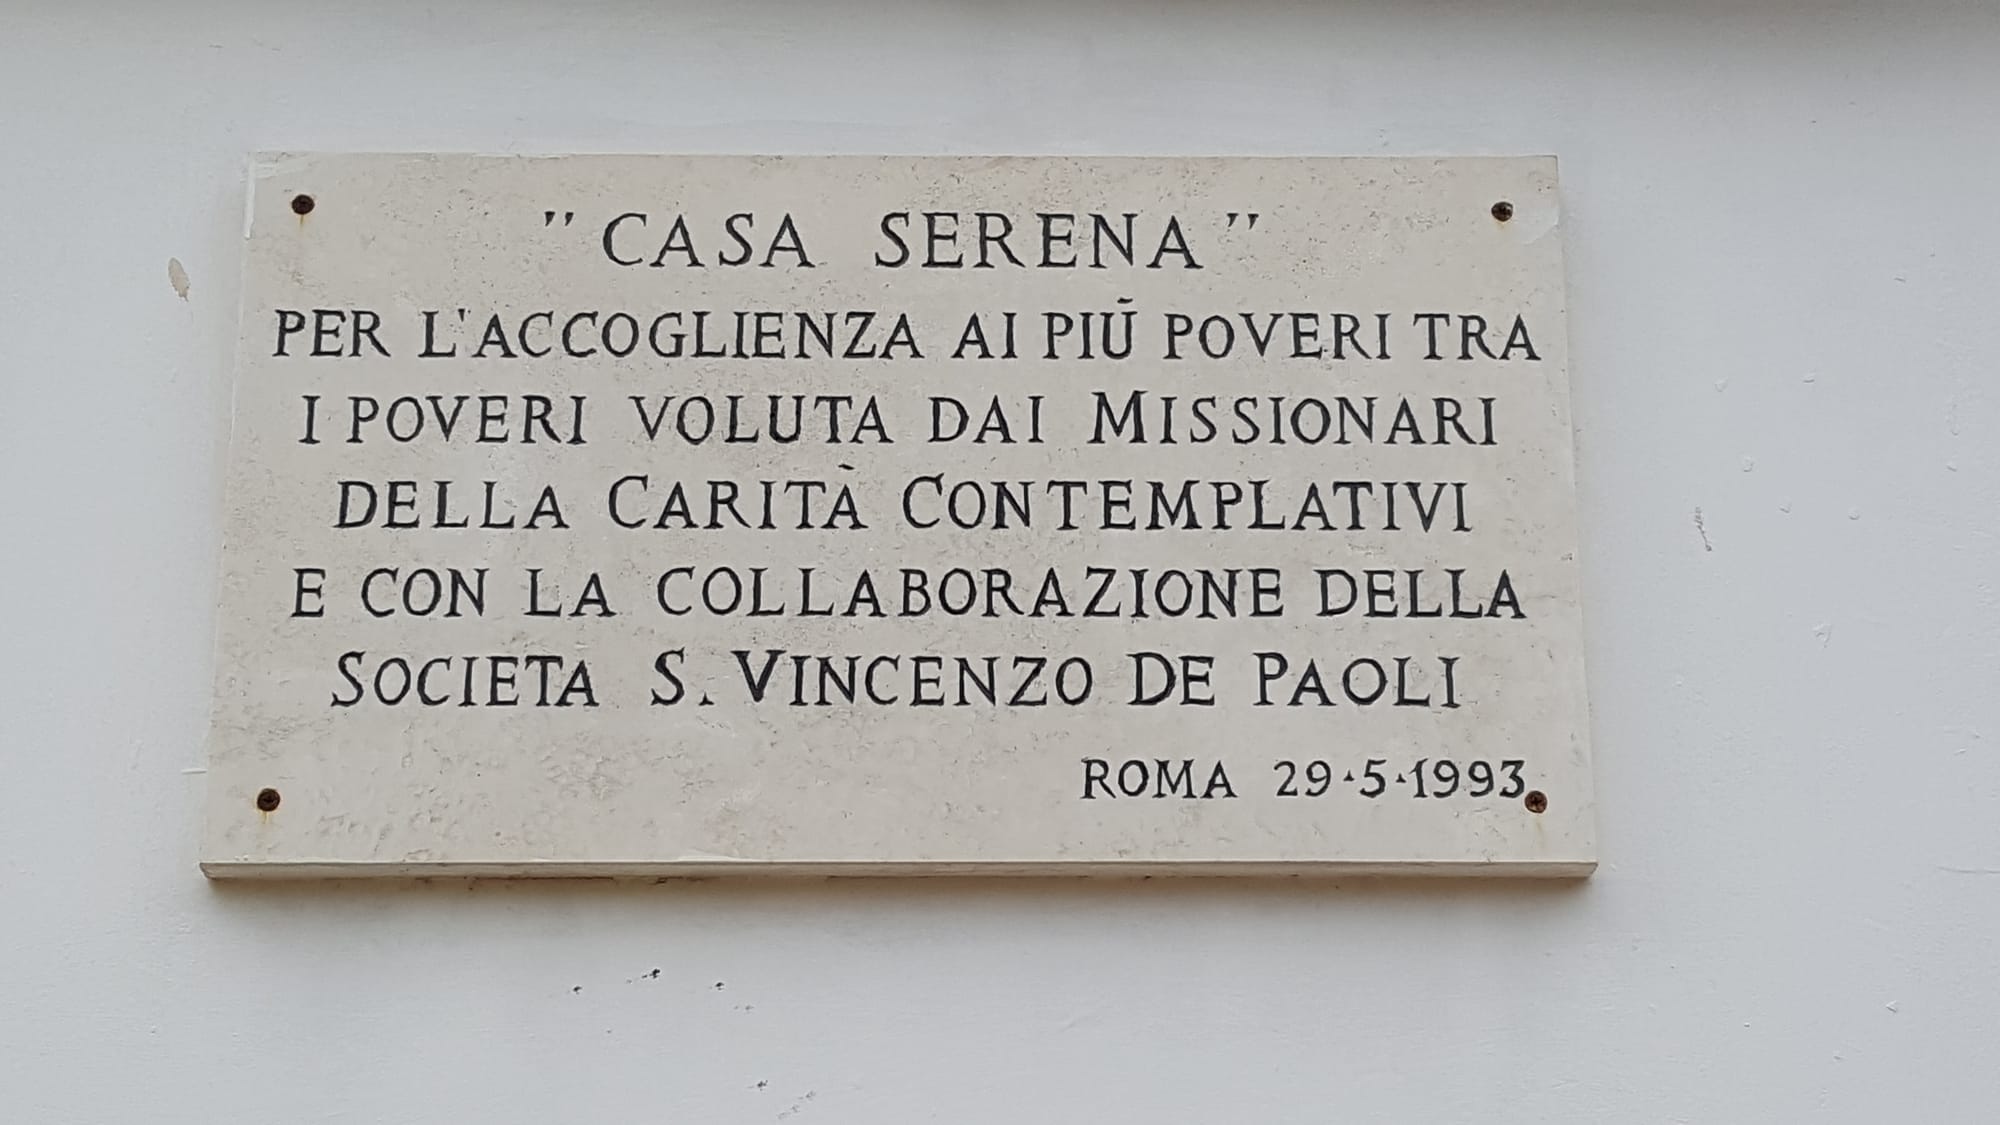 "CASA SERENA"
PER L'ACCOGLIENZA AI PIÙ POVERI TRA
I POVERI VOLUTA DAI MISSIONARI
DELLA CARITÀ CONTEMPLATIVI
E CON LA COLLABORAZIONE DELLA
SOCIETA S. VINCENZO DE PAOLI
ROMA 29·5·1993